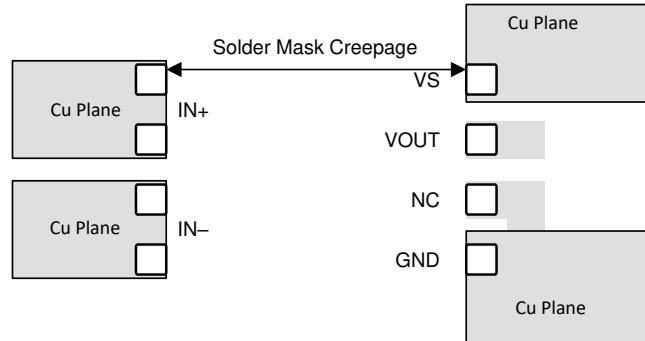 Cu Plane
Solder Mask Creepage
VS
Cu Plane
IN+
VOUT
NC
Cu Plane
IN–
GND
Cu Plane